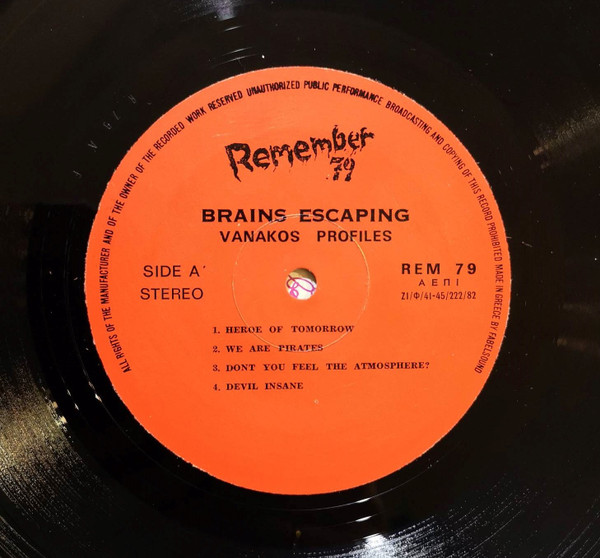 ALL RIGHTS OF THE MANUFACTURER AND OF THE OWNER OF THE RECORDED WORK RESERVED UNAUTHORIZED PUBLIC PERFORMANCE BROADCASTING AND COPYING OF THIS RECORD PROHIBITED MADE IN GREECE BY FABELSOUND
Remember
79
BRAINS ESCAPING
VANAKOS PROFILES
SIDE A'
STEREO
REM 79
ΑΕΠΙ
ΖΙ/Φ/41-45/222/82
1. HEROE OF TOMORROW
2. WE ARE PIRATES
3. DONT YOU FEEL THE ATMOSPHERE?
4. DEVIL INSANE